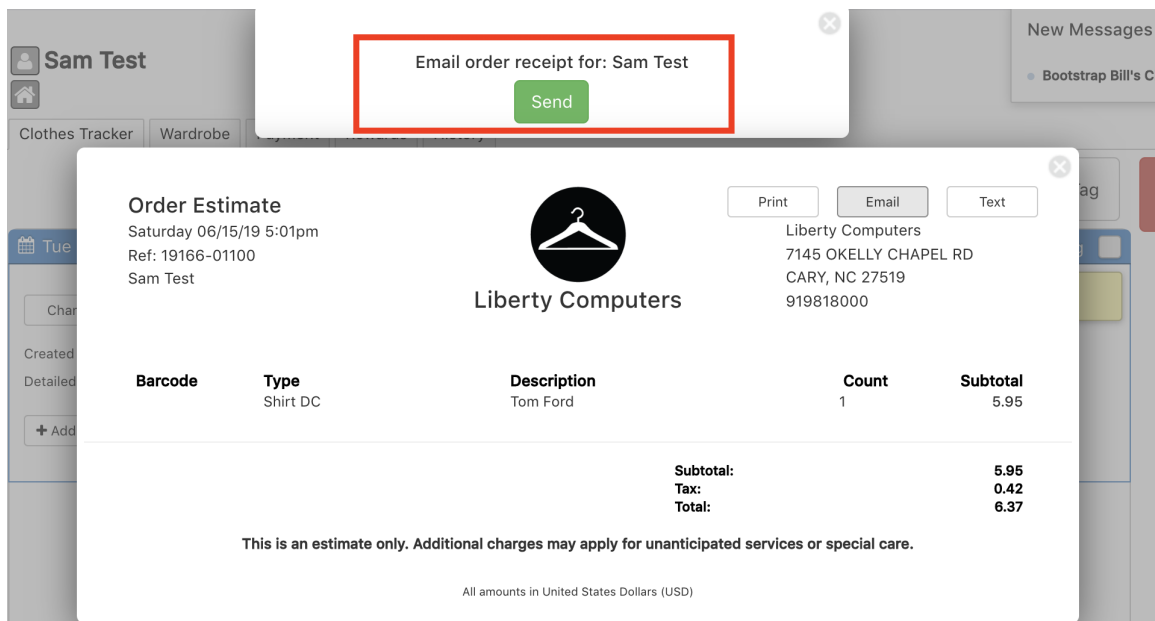 New Messages
Bootstrap Bill's C
Sam Test
Email order receipt for: Sam Test
Send
Clothes Tracker Wardrobe
Order Estimate
Saturday 06/15/19 5:01pm
Ref: 19166-01100
Sam Test
Liberty Computers
Print Email Text
Liberty Computers
7145 OKELLY CHAPEL RD
CARY, NC 27519
919818000
Tue
Created
Detailed
Add
Barcode Type Description Count Subtotal
Shirt DC Tom Ford 1 5.95
Subtotal: 5.95
Tax: 0.42
Total: 6.37
This is an estimate only. Additional charges may apply for unanticipated services or special care.
All amounts in United States Dollars (USD)